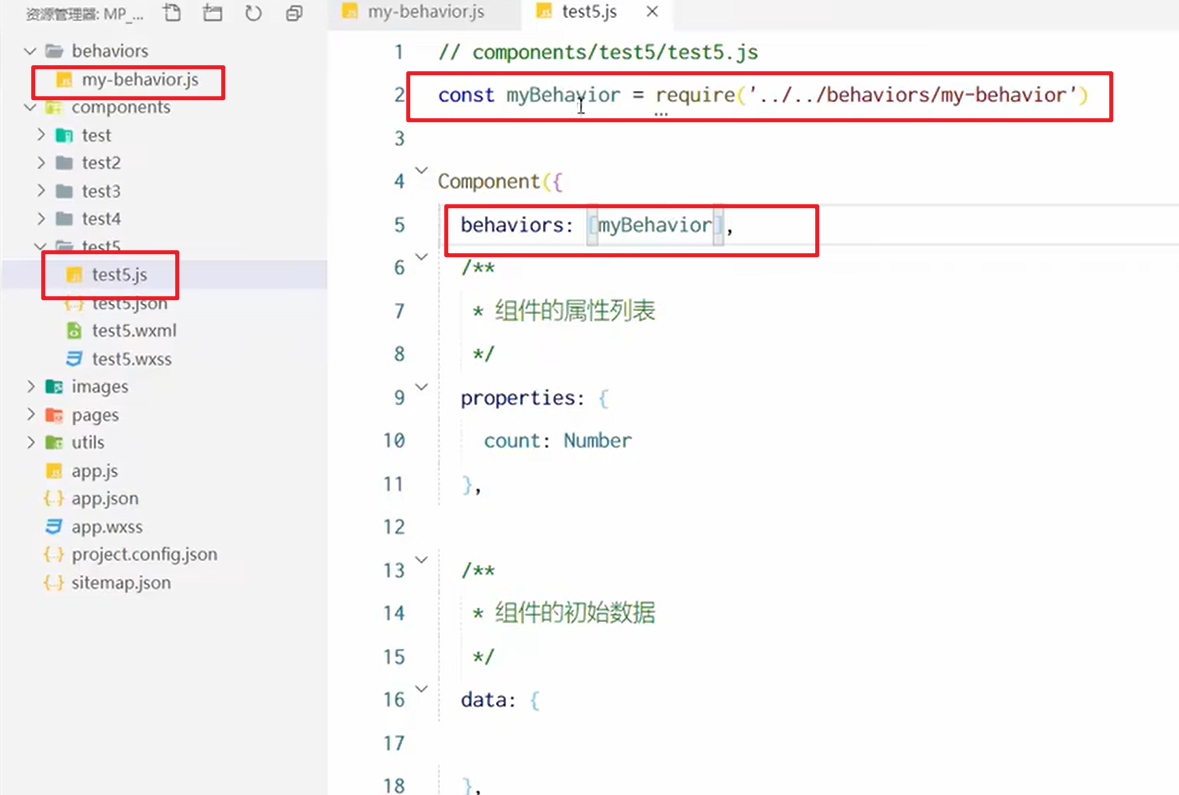 资源管理器: MP_...
behaviors
my-behavior.js
components
test
test2
test3
test4
test5
test5.js
test5.json
test5.wxml
test5.wxss
images
pages
utils
app.js
app.json
app.wxss
project.config.json
sitemap.json
my-behavior.js
test5.js
1 // components/test5/test5.js
2 const myBehavior = require('../../behaviors/my-behavior')
3
4 Component({
5 behaviors: [myBehavior],
6 /**
7 * 组件的属性列表
8 */
9 properties: {
10 count: Number
11 },
12
13 /**
14 * 组件的初始数据
15 */
16 data: {
17
18 },